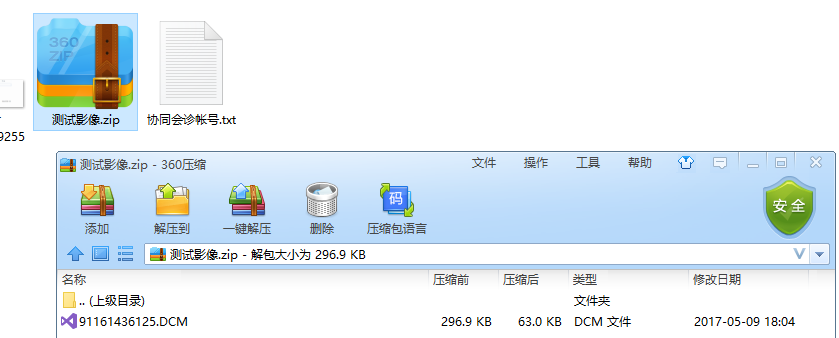 360
ZIP
测试影像.zip
协同会诊帐号.txt
9255
测试影像.zip - 360压缩
文件 操作 工具 帮助
添加 解压到 一键解压 删除 压缩包语言
码
安全
测试影像.zip - 解包大小为 296.9 KB
名称 压缩前 压缩后 类型 修改日期
.. (上级目录) 文件夹
91161436125.DCM 296.9 KB 63.0 KB DCM 文件 2017-05-09 18:04